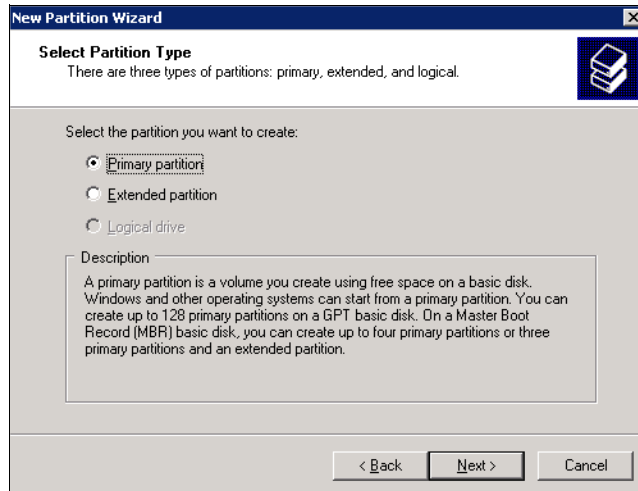 New Partition Wizard
Select Partition Type
There are three types of partitions: primary, extended, and logical.
Select the partition you want to create:
Primary partition
Extended partition
Logical drive
Description
A primary partition is a volume you create using free space on a basic disk.
Windows and other operating systems can start from a primary partition. You can
create up to 128 primary partitions on a GPT basic disk. On a Master Boot
Record (MBR) basic disk, you can create up to four primary partitions or three
primary partitions and an extended partition.
< Back Next > Cancel